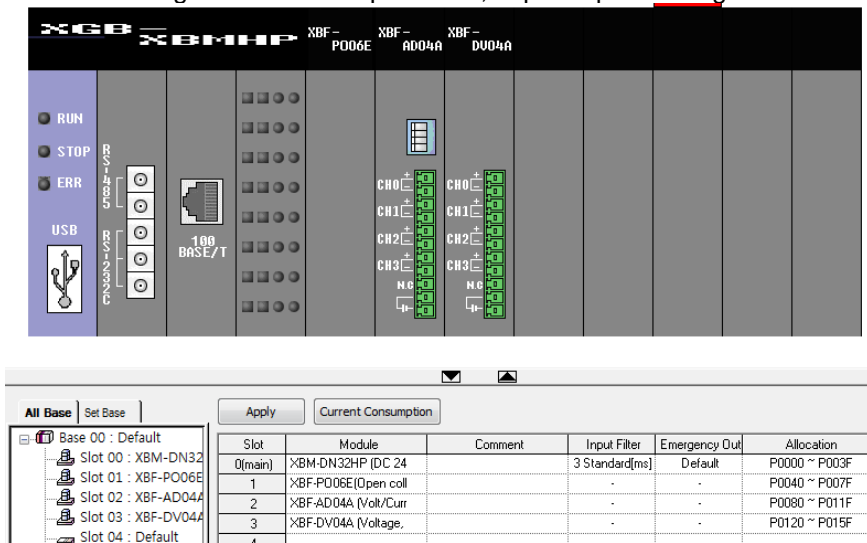 XGB-XBMHP
XBF-PO06E
XBF-AD04A
XBF-DV04A
RUN
STOP
ERR
USB
RS-485
RS-232C
100 BASE/T
CH0 + -
CH1 + -
CH2 + -
CH3 + -
N.C
CH0 + -
CH1 + -
CH2 + -
CH3 + -
N.C
All Base Set Base Apply Current Consumption
Base 00 : Default
Slot 00 : XBM-DN32
Slot 01 : XBF-PO06E
Slot 02 : XBF-AD04A
Slot 03 : XBF-DV04A
Slot 04 : Default
Slot Module Comment Input Filter Emergency Out Allocation
0(main) XBM-DN32HP (DC 24 3 Standard[ms] Default P0000 ~ P003F
1 XBF-PO06E(Open coll - - P0040 ~ P007F
2 XBF-AD04A (Volt/Curr - - P0080 ~ P011F
3 XBF-DV04A (Voltage, - - P0120 ~ P015F